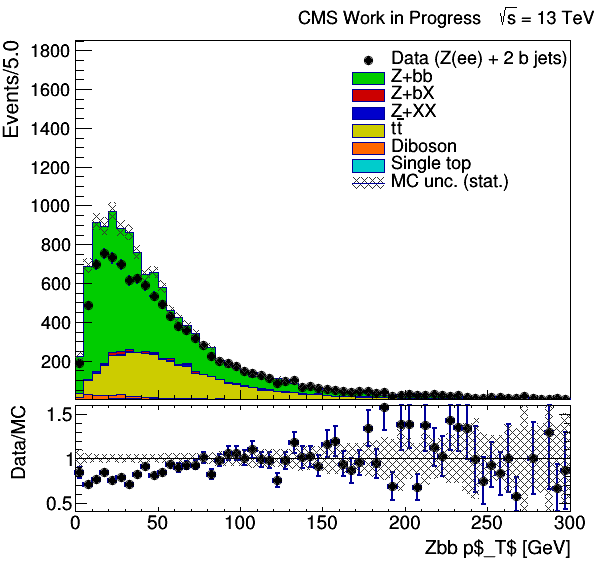 CMS Work in Progress √s = 13 TeV
Events/5.0
1800
1600
1400
1200
1000
800
600
400
200
Data (Z(ee) + 2 b jets)
Z+bb
Z+bX
Z+XX
tt̄
Diboson
Single top
MC unc. (stat.)
Data/MC
1.5
1
0.5
0 50 100 150 200 250 300
Zbb p$_T$ [GeV]